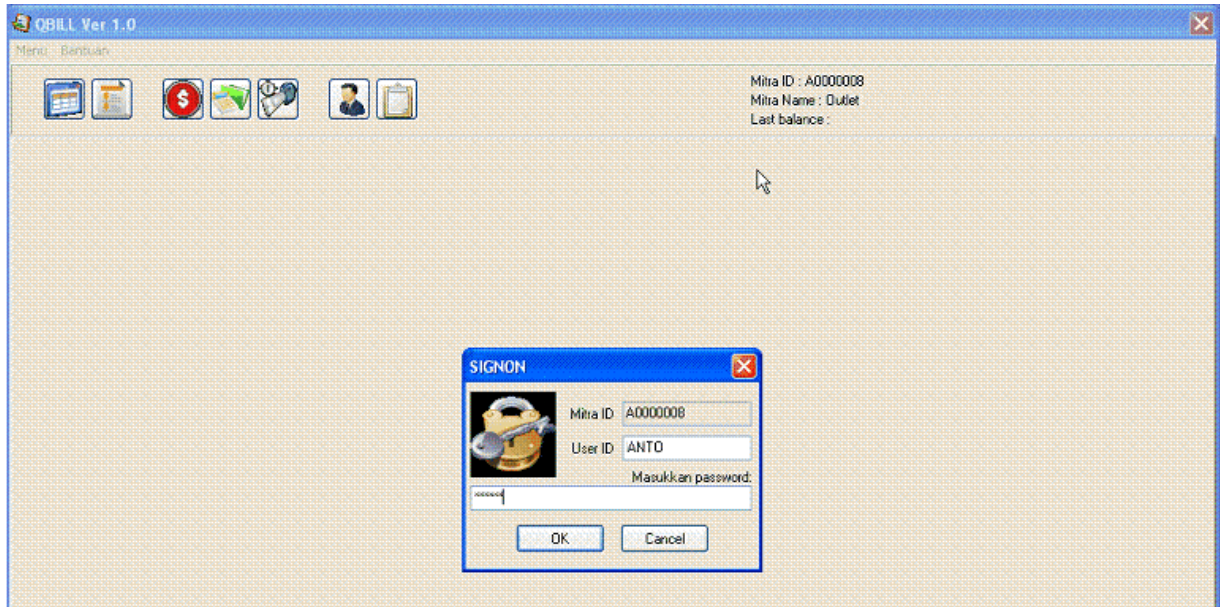 QBILL Ver 1.0
Menu Bantuan
Mitra ID : A0000008
Mitra Name : Outlet
Last balance :
SIGNON
Mitra ID A0000008
User ID ANTO
Masukkan password:
******
OK Cancel